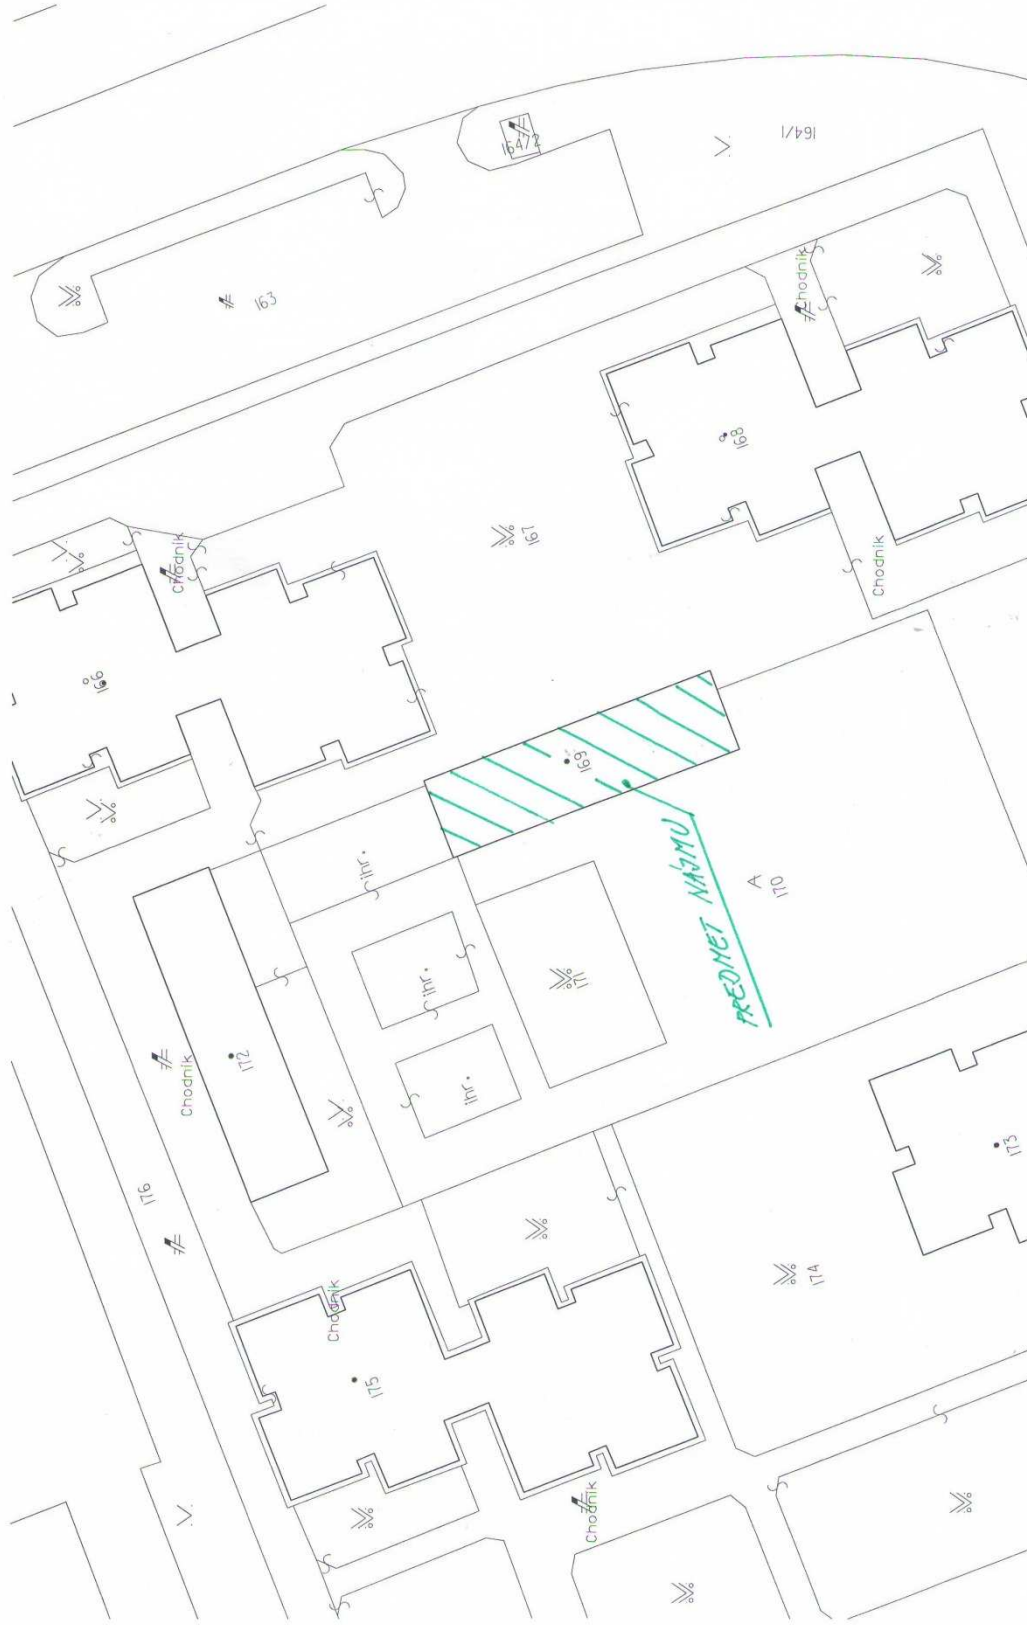 164/2
164/1
163
Chodník
168
167
Chodník
Chodník
166
169
PREDMET NÁJMU
A
170
ihr.
ihr.
ihr.
171
172
Chodník
176
173
174
Chodník
175
Chodník